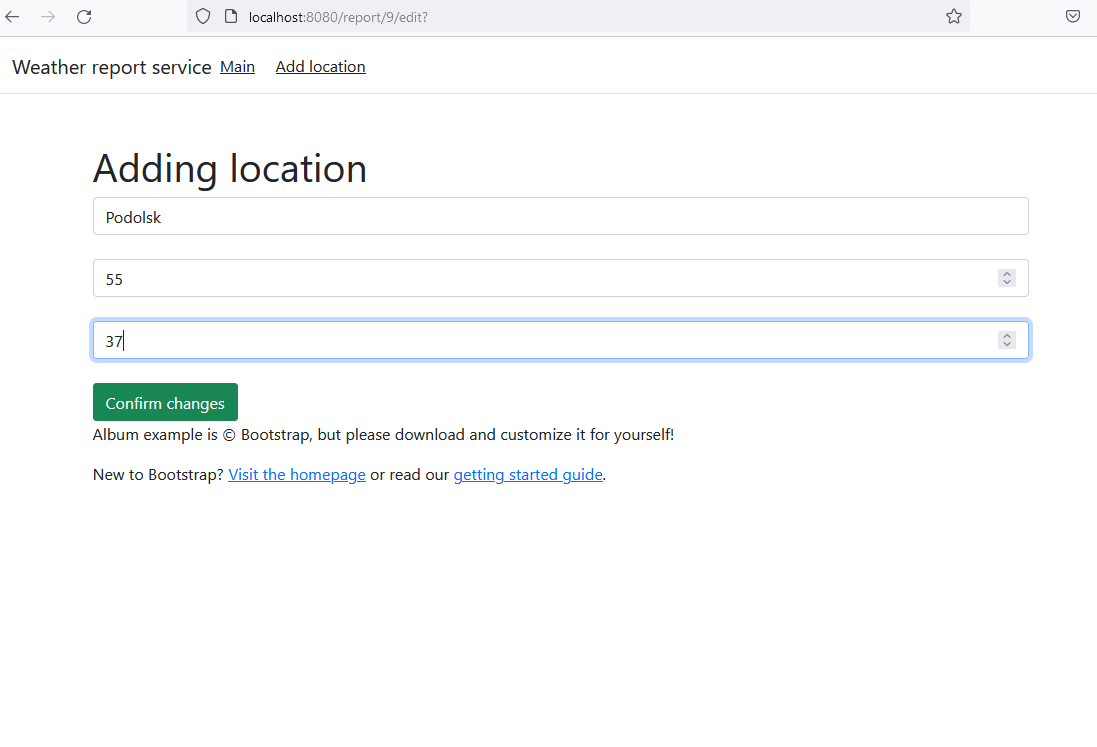 localhost:8080/report/9/edit?
Weather report service Main Add location
Adding location
Podolsk
55
37
Confirm changes
Album example is © Bootstrap, but please download and customize it for yourself!
New to Bootstrap? Visit the homepage or read our getting started guide.